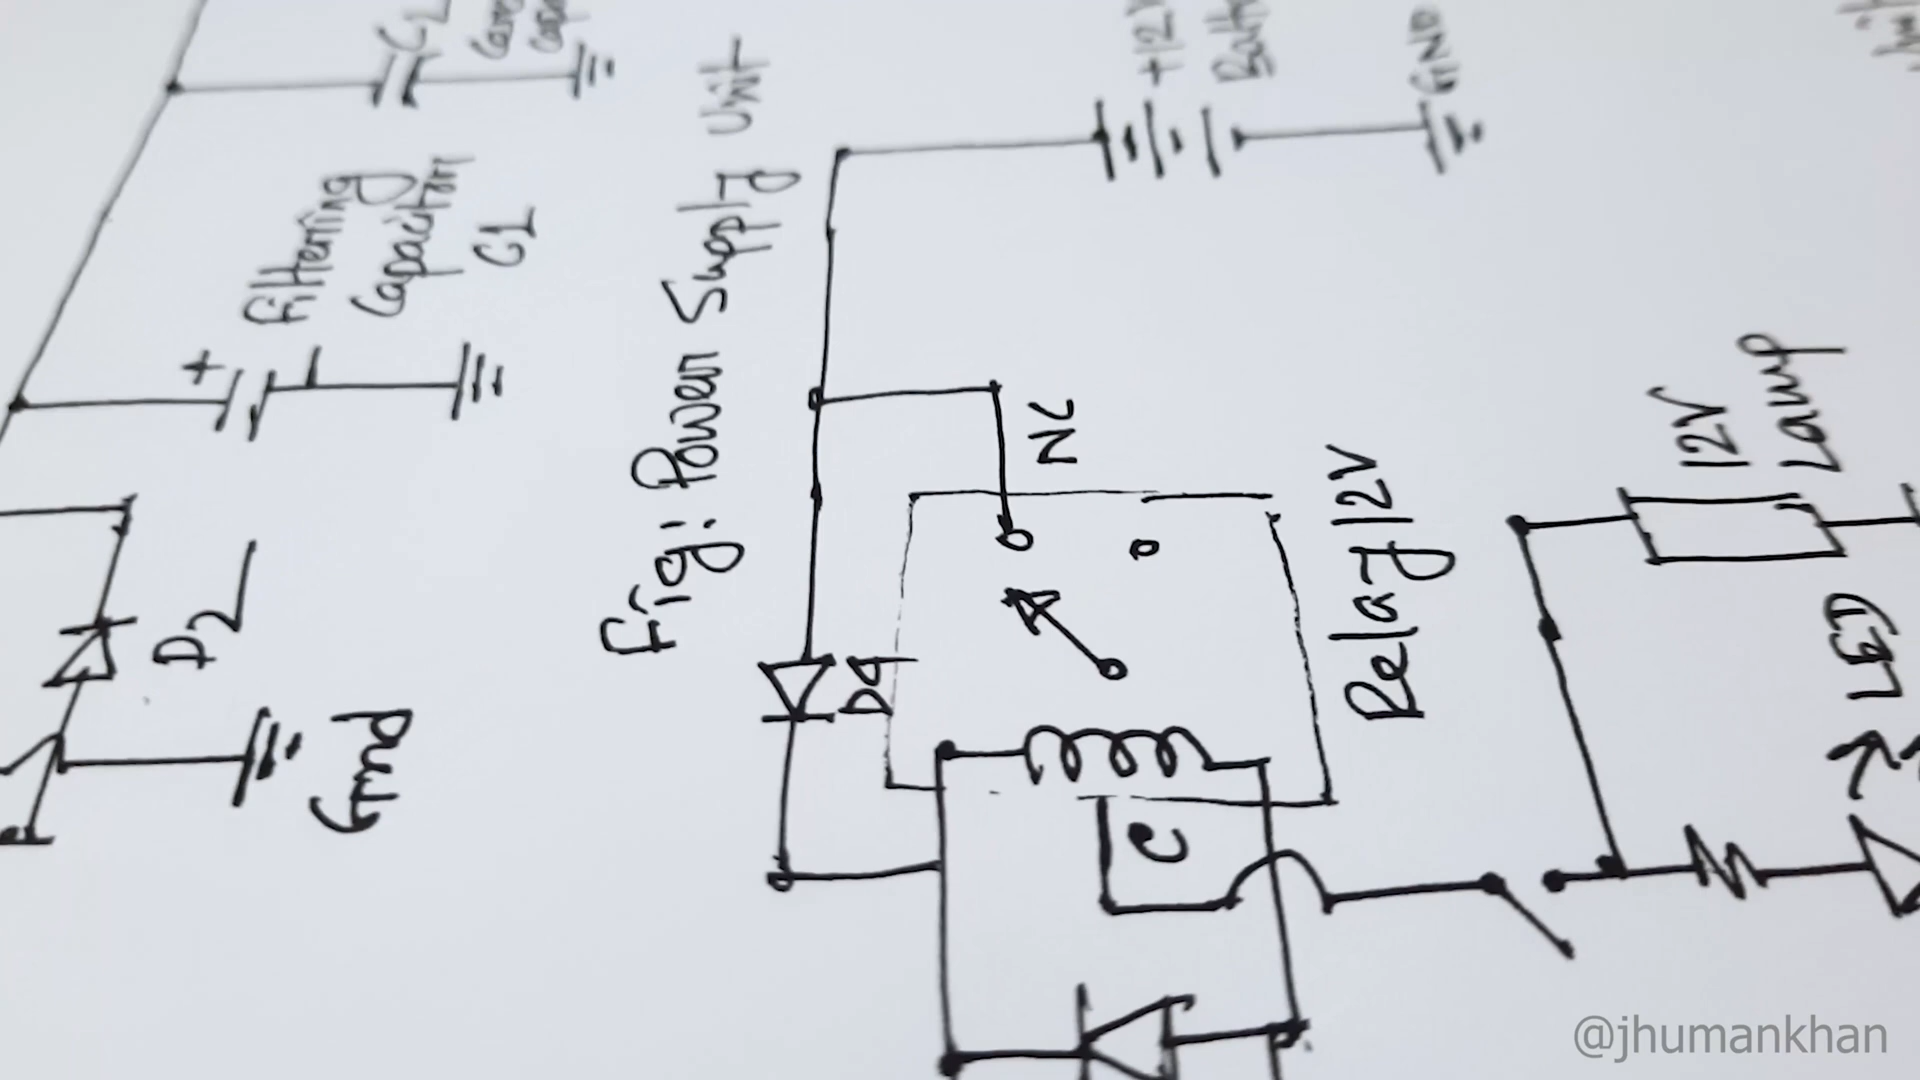 C2
+12V
GND
Filtering
Capacitor
C1
+
Fig: Power Supply Unit
NC
Relay 12V
12V
Lamp
LED
D2
D4
Gnd
C
@jhumankhan